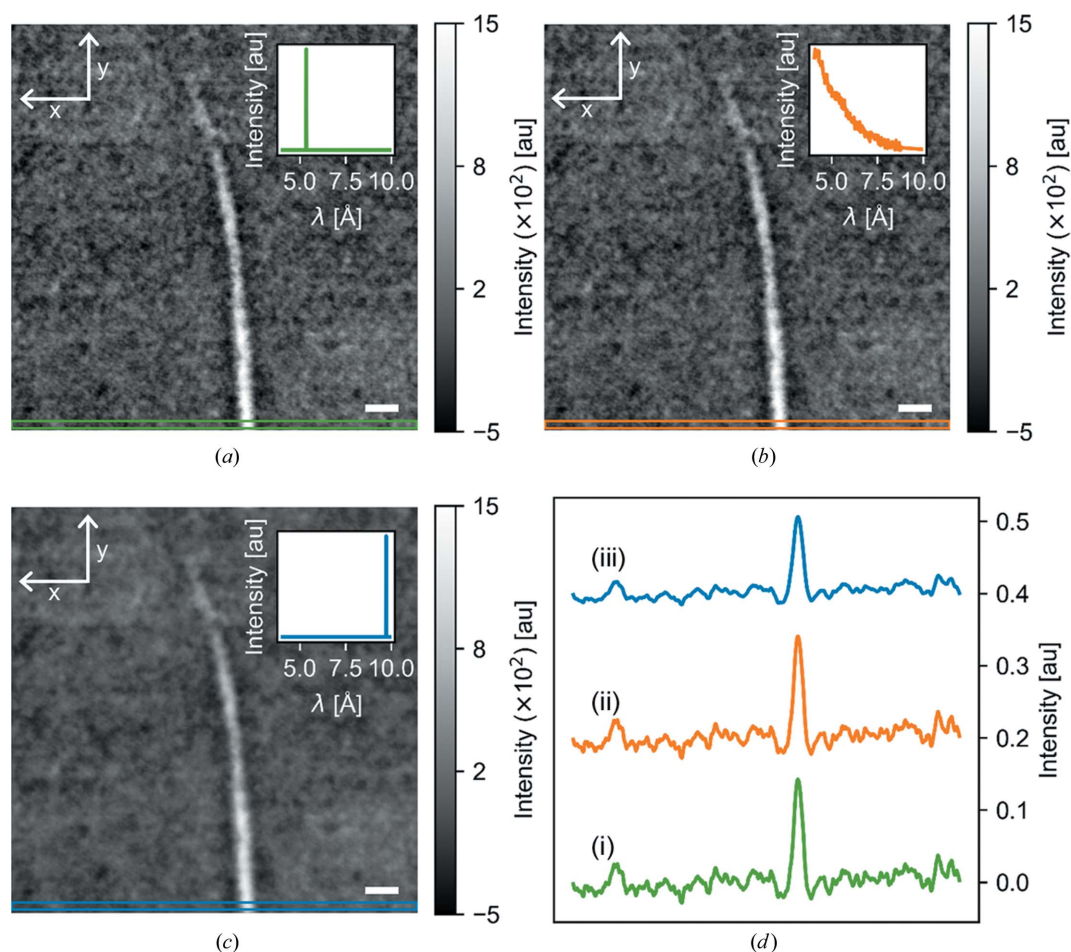 15
8
2
−5
Intensity (×10²) [au]
y
x
Intensity [au]
5.0 7.5 10.0
λ [Å]
(a)
15
8
2
−5
Intensity (×10²) [au]
y
x
Intensity [au]
5.0 7.5 10.0
λ [Å]
(b)
15
8
2
−5
Intensity (×10²) [au]
y
x
Intensity [au]
5.0 7.5 10.0
λ [Å]
(c)
(iii)
(ii)
(i)
0.5
0.4
0.3
0.2
0.1
0.0
Intensity [au]
(d)